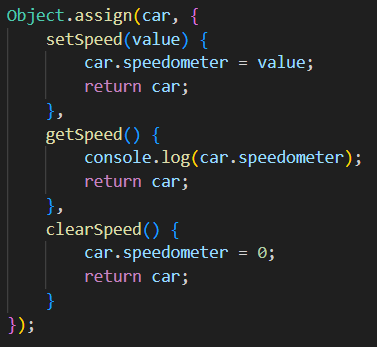 Object.assign(car, {
    setSpeed(value) {
        car.speedometer = value;
        return car;
    },
    getSpeed() {
        console.log(car.speedometer);
        return car;
    },
    clearSpeed() {
        car.speedometer = 0;
        return car;
    }
});